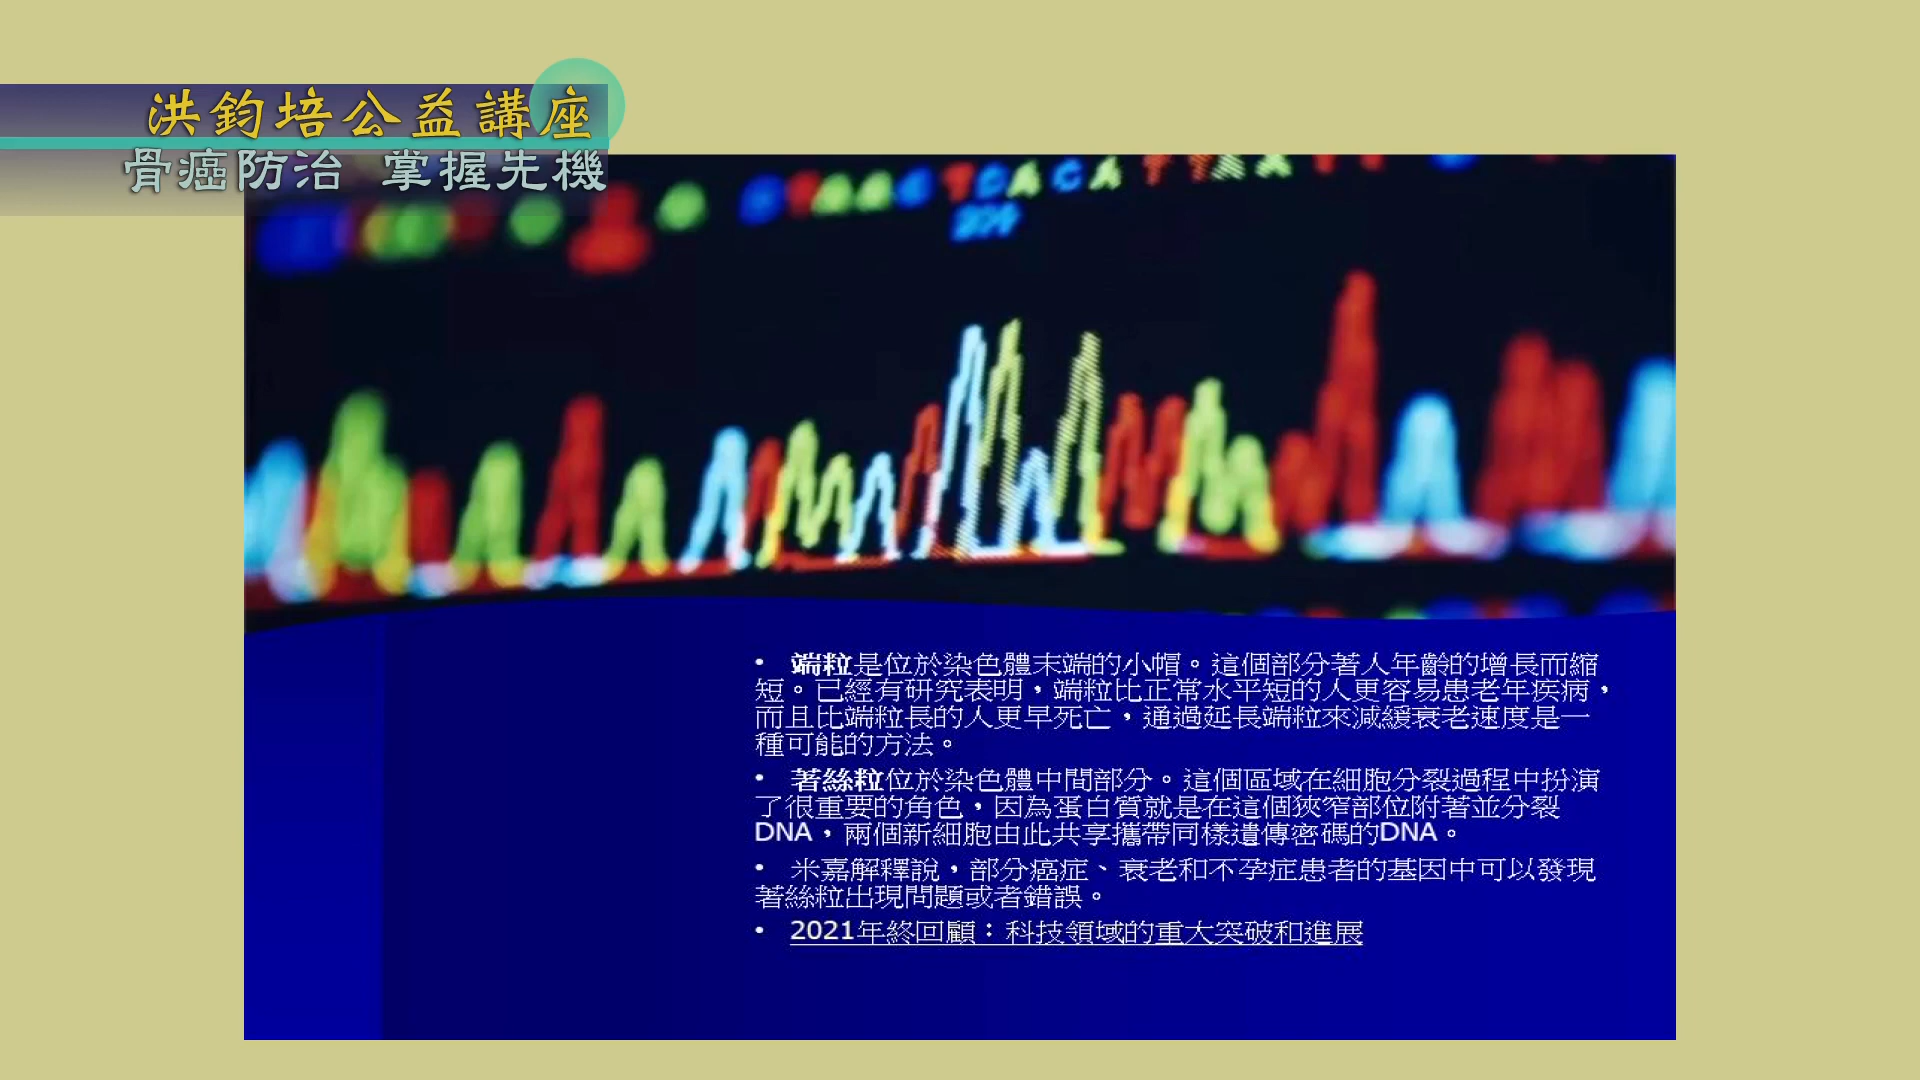 洪鈞培公益講座
骨癌防治 掌握先機
TCACATTAATT
• 端粒是位於染色體末端的小帽。這個部分著人年齡的增長而縮
短。已經有研究表明，端粒比正常水平短的人更容易患老年疾病，
而且比端粒長的人更早死亡，通過延長端粒來減緩衰老速度是一
種可能的方法。
• 著絲粒位於染色體中間部分。這個區域在細胞分裂過程中扮演
了很重要的角色，因為蛋白質就是在這個狹窄部位附著並分裂
DNA，兩個新細胞由此共享攜帶同樣遺傳密碼的DNA。
• 米嘉解釋說，部分癌症、衰老和不孕症患者的基因中可以發現
著絲粒出現問題或者錯誤。
• 2021年終回顧：科技領域的重大突破和進展